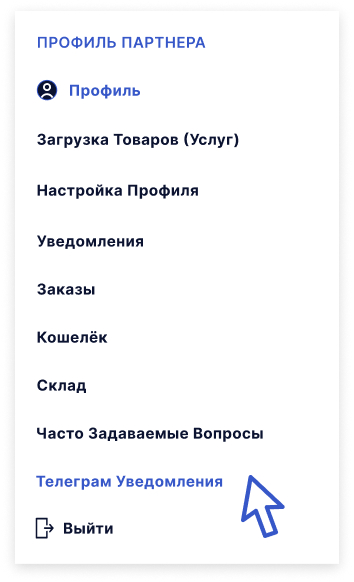 ПРОФИЛЬ ПАРТНЕРА
Профиль
Загрузка Товаров (Услуг)
Настройка Профиля
Уведомления
Заказы
Кошелёк
Склад
Часто Задаваемые Вопросы
Телеграм Уведомления
Выйти